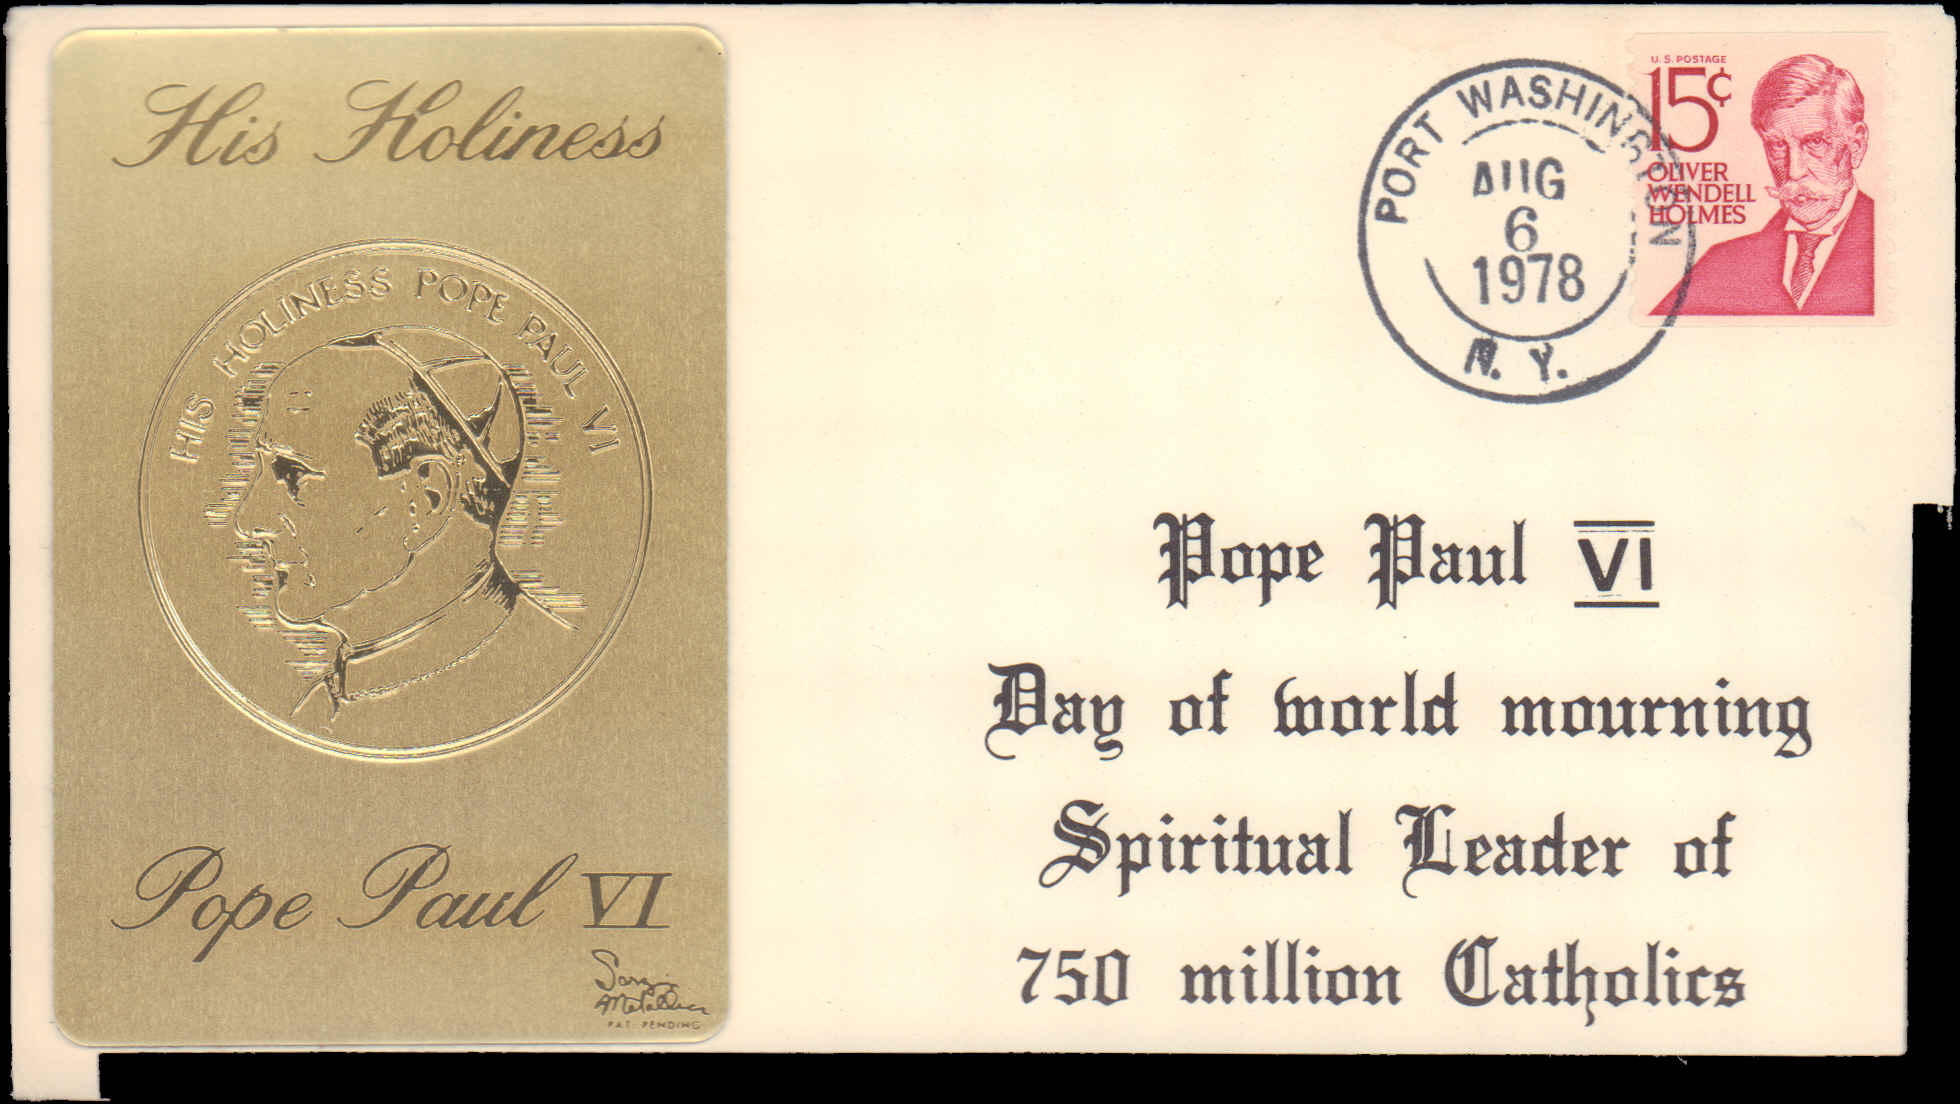 His Holiness
HIS HOLINESS POPE PAUL VI
Pope Paul VI
PAT. PENDING
PORT WASHINGTON
AUG
6
1978
N. Y.
U. S. POSTAGE
15¢
OLIVER
WENDELL
HOLMES
Pope Paul VI
Day of world mourning
Spiritual Leader of
750 million Catholics